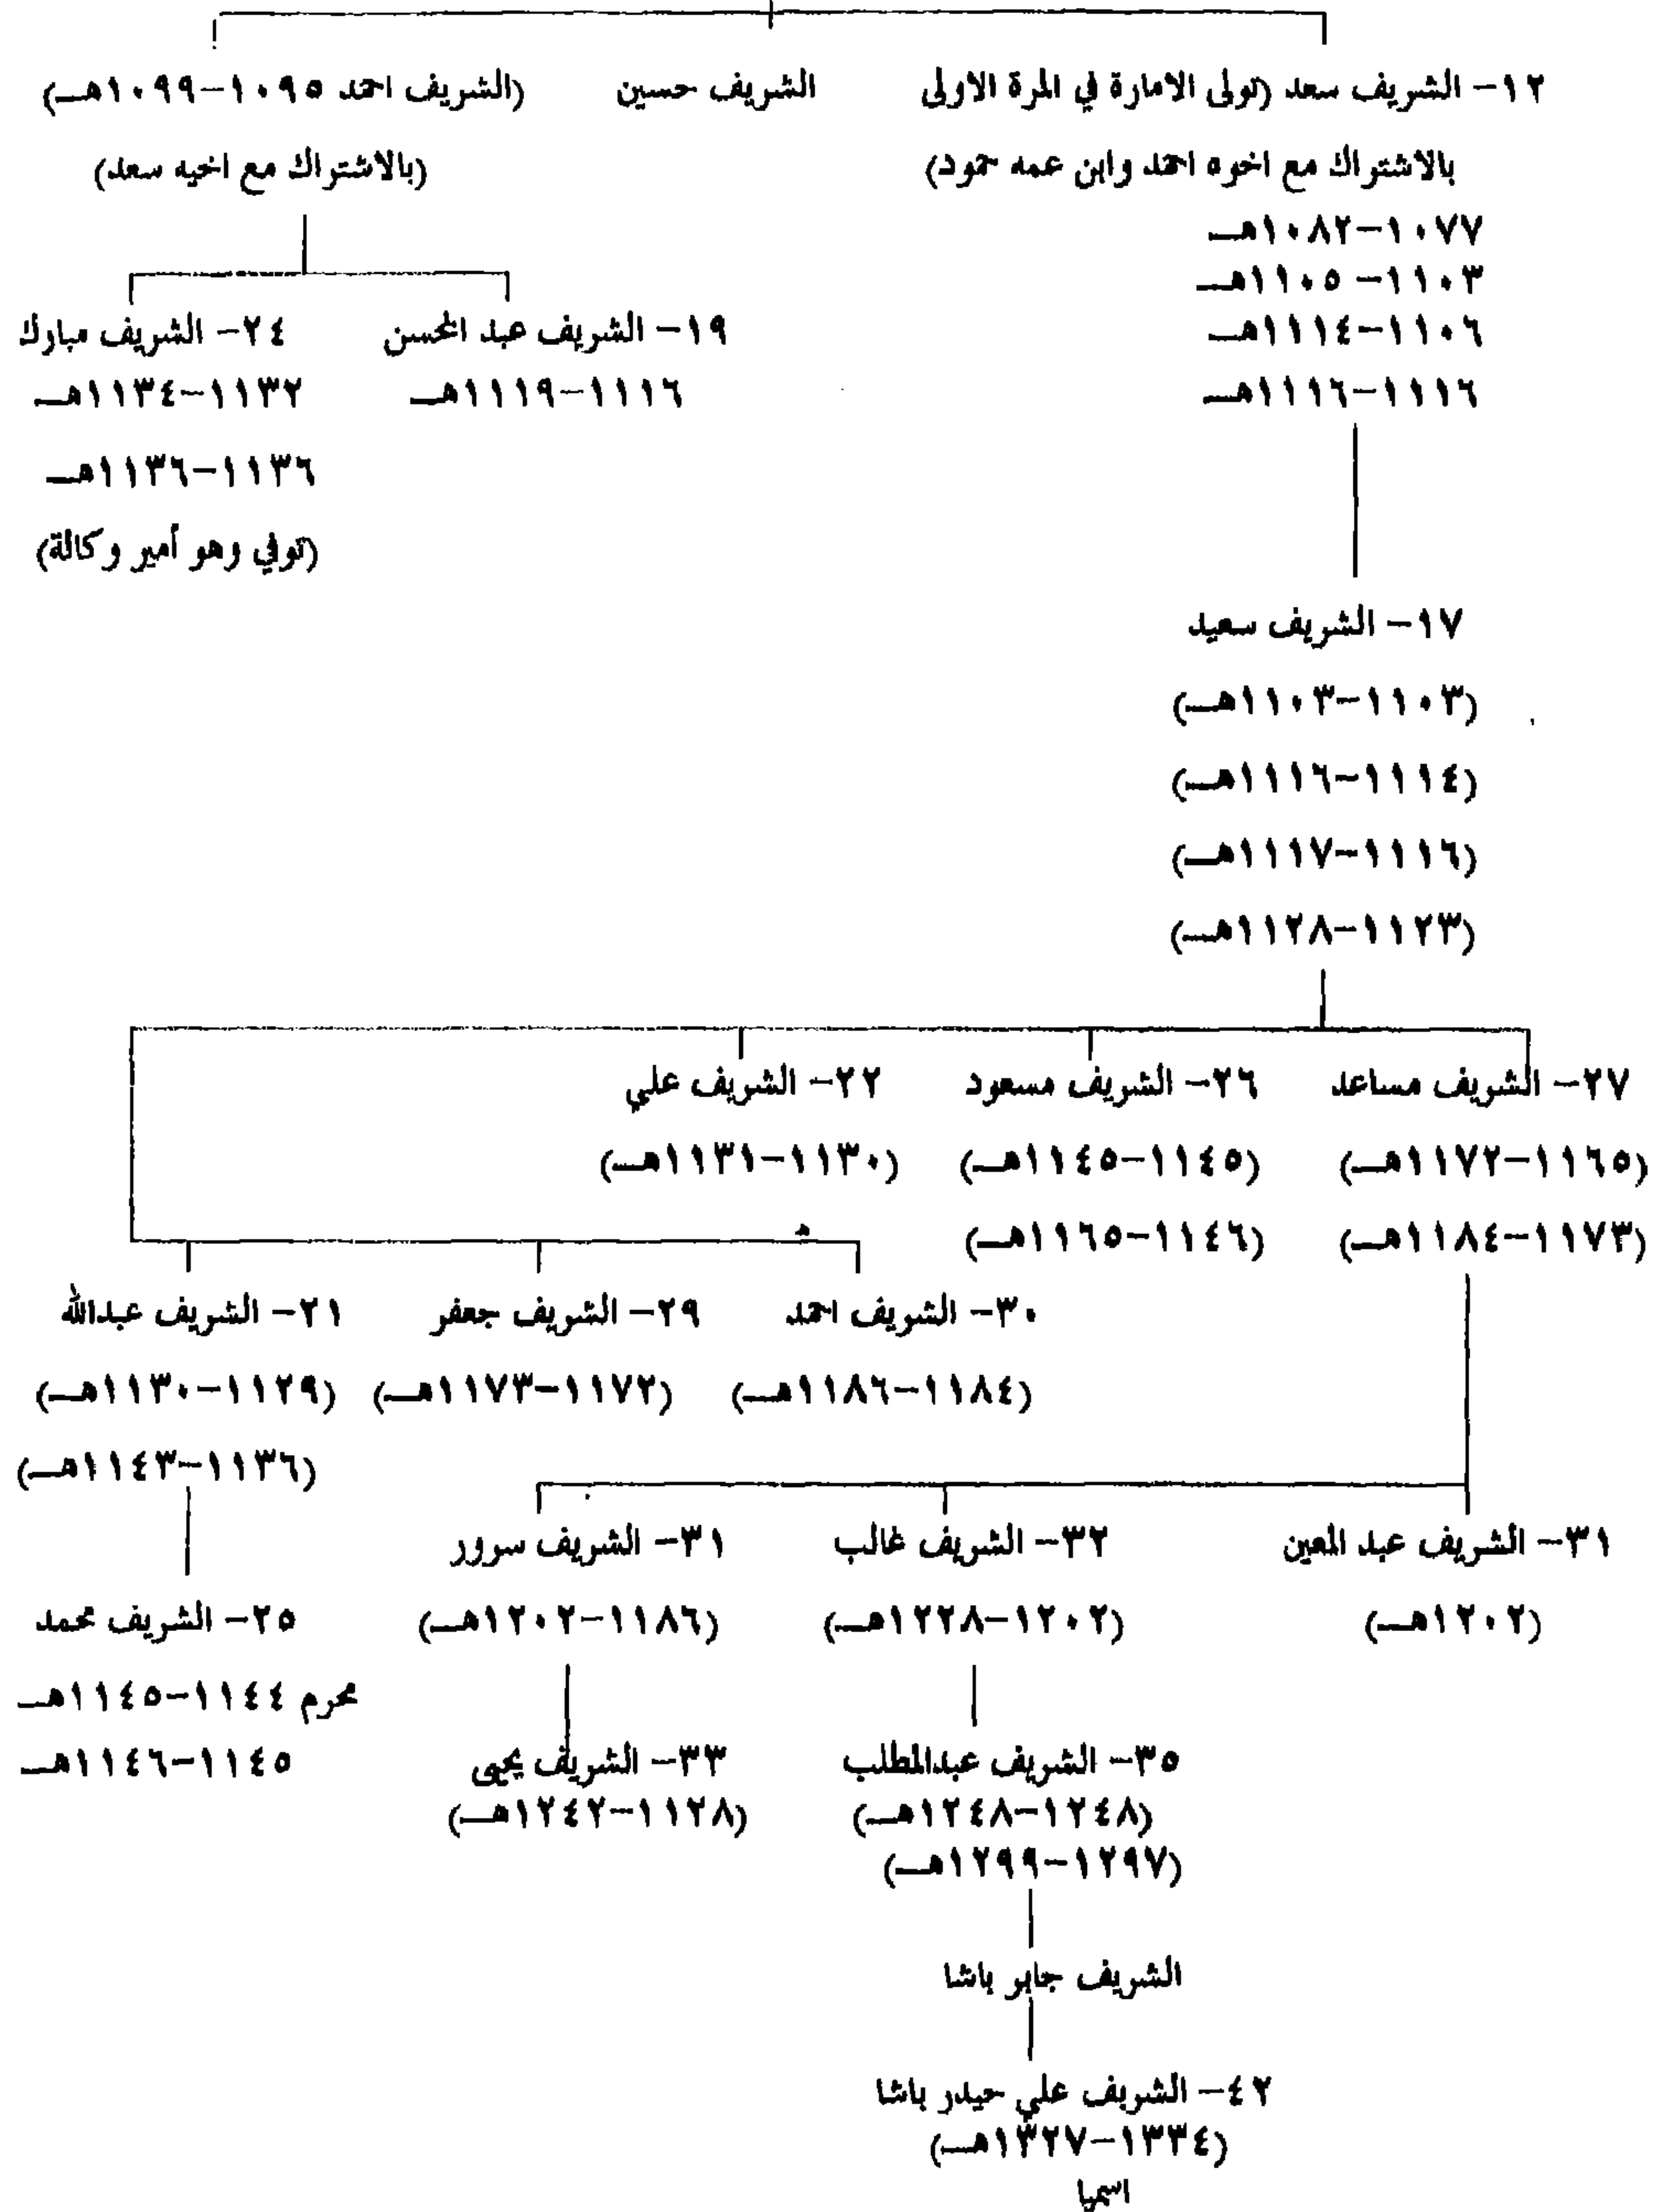 ١٢- الشريف سعد (تولى الامارة في المرة الاولى
بالاشتراك مع اخوه احمد وابن عمه حمود)
١٠٧٧-١٠٨٢هـ
١١٠٣- ١١٠٥هـ
١١٠٦-١١١٤هـ
١١١٦-١١١٦هـ
الشريف حسين
(الشريف احمد ١٠٩٥-١٠٩٩هـ)
(بالاشتراك مع اخيه سعد)
١٩- الشريف عبد المحسن
١١١٦-١١١٩هـ
٢٤- الشريف مبارك
١١٣٢-١١٣٤هـ
١١٣٦-١١٣٦هـ
(توفي وهو أمير وكالة)
١٧- الشريف سعيد
(١١٠٣-١١٠٣هـ)
(١١١٤-١١١٦هـ)
(١١١٦-١١١٧هـ)
(١١٢٣-١١٢٨هـ)
٢٧- الشريف مساعد
(١١٦٥-١١٧٢هـ)
(١١٧٣-١١٨٤هـ)
٢٦- الشريف مسعود
(١١٤٥-١١٤٥هـ)
(١١٤٦-١١٦٥هـ)
٢٢- الشريف علي
(١١٣٠-١١٣١هـ)
٣٠- الشريف احمد
(١١٨٤-١١٨٦هـ)
٢٩- الشريف جعفر
(١١٧٢-١١٧٣هـ)
٢١- الشريف عبدالله
(١١٢٩-١١٣٠هـ)
(١١٣٦-١١٤٣هـ)
٣١- الشريف عبد المعين
(١٢٠٢هـ)
٣٢- الشريف غالب
(١٢٠٢-١٢٢٨هـ)
٣١- الشريف سرور
(١١٨٦-١٢٠٢هـ)
٢٥- الشريف محمد
محرم ١١٤٤-١١٤٥هـ
١١٤٥-١١٤٦هـ
٣٥- الشريف عبدالمطلب
(١٢٤٨-١٢٤٨هـ)
(١٢٩٧-١٢٩٩هـ)
٣٣- الشريف يحيى
(١١٢٨-١٢٤٢هـ)
الشريف جابر باشا
٤٢- الشريف علي حيدر باشا
(١٣٣٤-١٣٢٧هـ)
اسميا